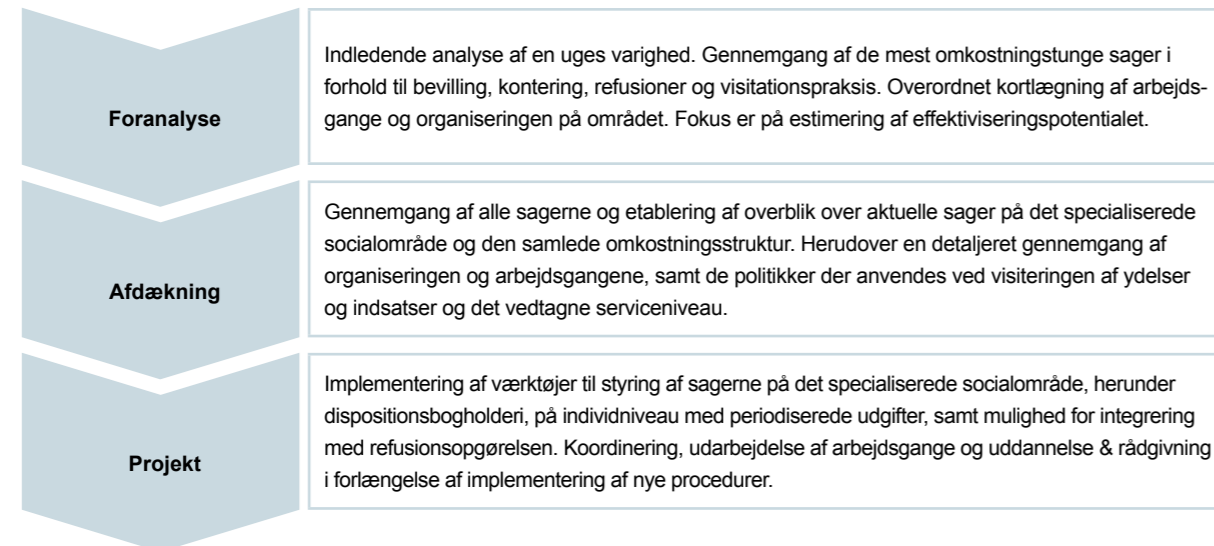 Foranalyse
Indledende analyse af en uges varighed. Gennemgang af de mest omkostningstunge sager i
forhold til bevilling, kontering, refusioner og visitationspraksis. Overordnet kortlægning af arbejds-
gange og organiseringen på området. Fokus er på estimering af effektiviseringspotentialet.
Afdækning
Gennemgang af alle sagerne og etablering af overblik over aktuelle sager på det specialiserede
socialområde og den samlede omkostningsstruktur. Herudover en detaljeret gennemgang af
organiseringen og arbejdsgangene, samt de politikker der anvendes ved visiteringen af ydelser
og indsatser og det vedtagne serviceniveau.
Projekt
Implementering af værktøjer til styring af sagerne på det specialiserede socialområde, herunder
dispositionsbogholderi, på individniveau med periodiserede udgifter, samt mulighed for integrering
med refusionsopgørelsen. Koordinering, udarbejdelse af arbejdsgange og uddannelse & rådgivning
i forlængelse af implementering af nye procedurer.